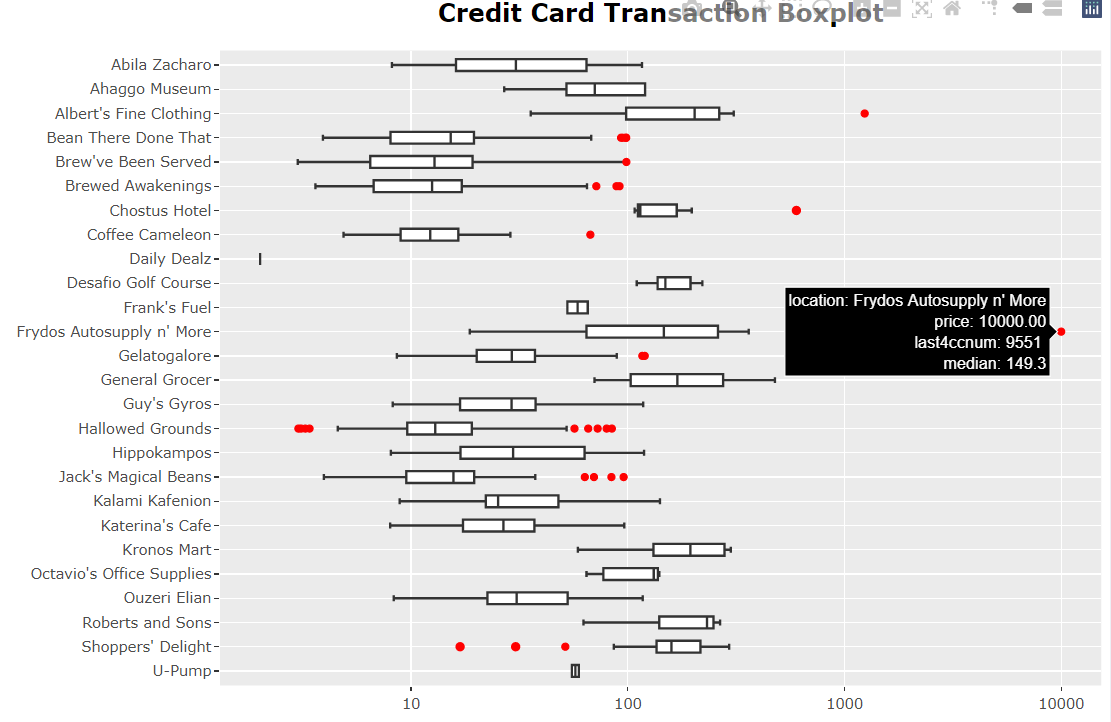 Credit Card Transaction Boxplot
Abila Zacharo
Ahaggo Museum
Albert's Fine Clothing
Bean There Done That
Brew've Been Served
Brewed Awakenings
Chostus Hotel
Coffee Cameleon
Daily Dealz
Desafio Golf Course
Frank's Fuel
Frydos Autosupply n' More
Gelatogalore
General Grocer
Guy's Gyros
Hallowed Grounds
Hippokampos
Jack's Magical Beans
Kalami Kafenion
Katerina's Cafe
Kronos Mart
Octavio's Office Supplies
Ouzeri Elian
Roberts and Sons
Shoppers' Delight
U-Pump
location: Frydos Autosupply n' More
price: 10000.00
last4ccnum: 9551
median: 149.3
10 100 1000 10000